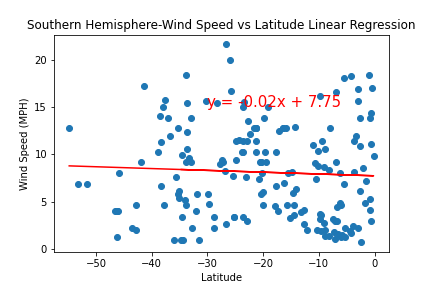 Southern Hemisphere-Wind Speed vs Latitude Linear Regression
20
15
10
5
0
Wind Speed (MPH)
y = -0.02x + 7.75
−50
−40
−30
−20
−10
0
Latitude